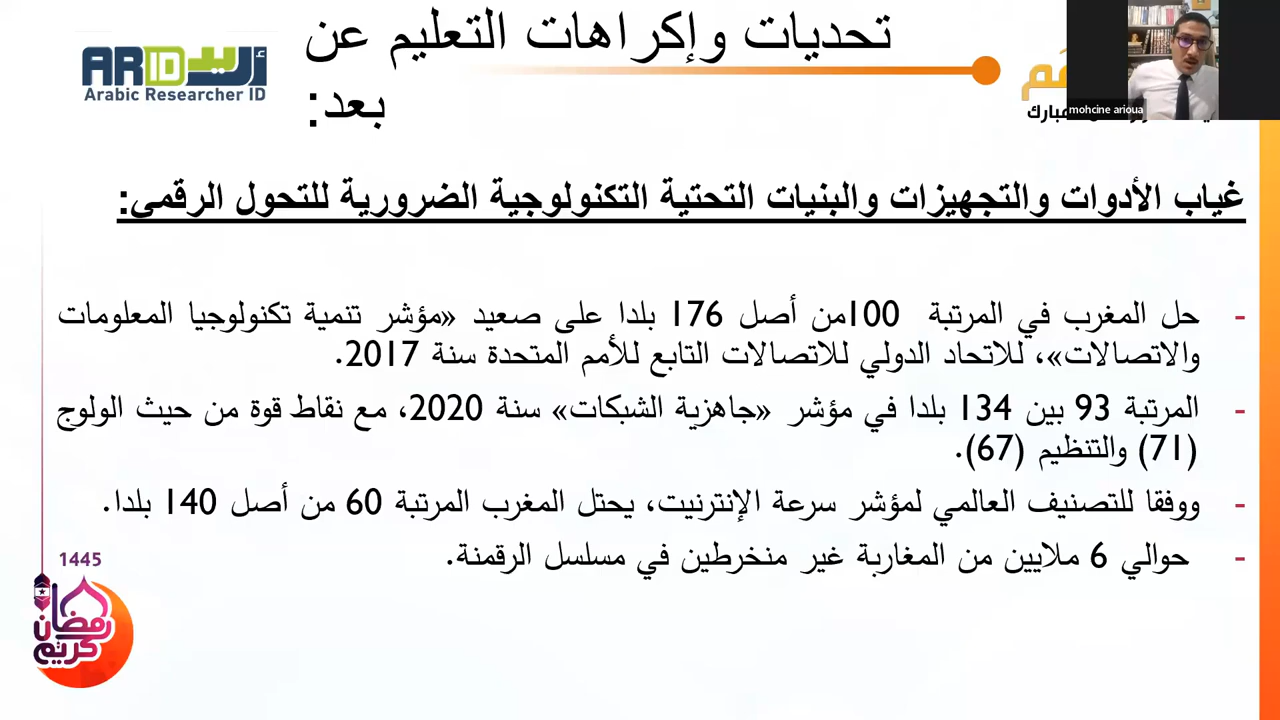 تحديات وإكراهات التعليم عن
بعد:
أريد
ARID
Arabic Researcher ID
mohcine arioua
غياب الأدوات والتجهيزات والبنيات التحتية التكنولوجية الضرورية للتحول الرقمي:
- حل المغرب في المرتبة 100من أصل 176 بلدا على صعيد «مؤشر تنمية تكنولوجيا المعلومات
والاتصالات»، للاتحاد الدولي للاتصالات التابع للأمم المتحدة سنة 2017.
- المرتبة 93 بين 134 بلدا في مؤشر «جاهزية الشبكات» سنة 2020، مع نقاط قوة من حيث الولوج
(71) والتنظيم (67).
- ووفقا للتصنيف العالمي لمؤشر سرعة الإنترنيت، يحتل المغرب المرتبة 60 من أصل 140 بلدا.
- حوالي 6 ملايين من المغاربة غير منخرطين في مسلسل الرقمنة.
1445
رمضان
كريم